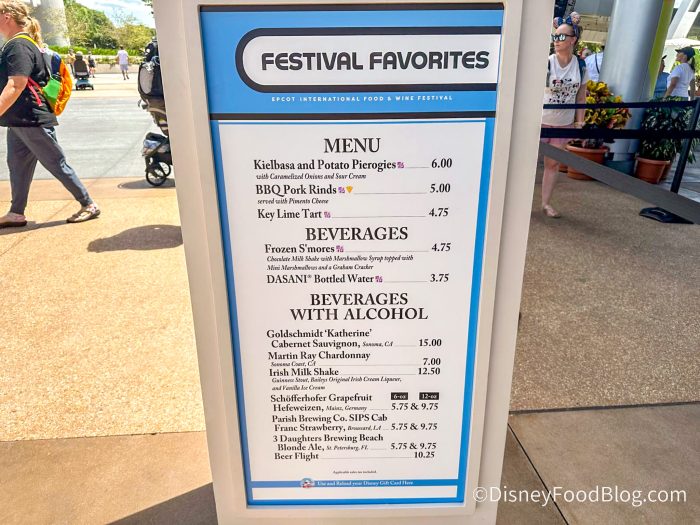 FESTIVAL FAVORITES
EPCOT INTERNATIONAL FOOD & WINE FESTIVAL
MENU
Kielbasa and Potato Pierogies 6.00
with Caramelized Onions and Sour Cream
BBQ Pork Rinds 5.00
served with Pimento Cheese
Key Lime Tart 4.75
BEVERAGES
Frozen S'mores 4.75
Chocolate Milk Shake with Marshmallow Syrup topped with
Mini Marshmallows and a Graham Cracker
DASANI® Bottled Water 3.75
BEVERAGES
WITH ALCOHOL
Goldschmidt 'Katherine'
Cabernet Sauvignon, Sonoma, CA 15.00
Martin Ray Chardonnay
Sonoma Coast, CA 7.00
Irish Milk Shake 12.50
Guinness Stout, Baileys Original Irish Cream Liqueur,
and Vanilla Ice Cream
Schöfferhofer Grapefruit 6-oz 12-oz
Hefeweizen, Mainz, Germany 5.75 & 9.75
Parish Brewing Co. SIPS Cab
Franc Strawberry, Broussard, LA 5.75 & 9.75
3 Daughters Brewing Beach
Blonde Ale, St. Petersburg, FL 5.75 & 9.75
Beer Flight 10.25
Applicable sales tax included.
Use and Reload your Disney Gift Card Here
©DisneyFoodBlog.com